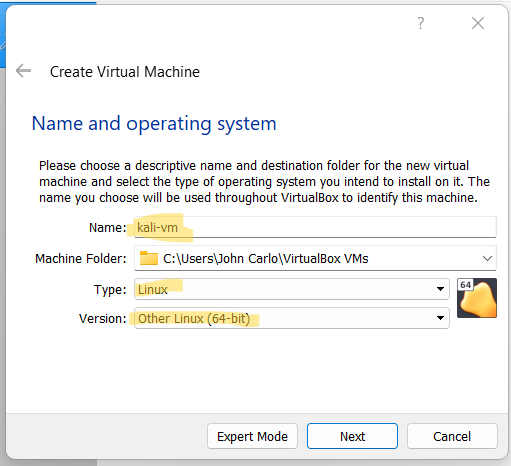 ?
Create Virtual Machine
Name and operating system
Please choose a descriptive name and destination folder for the new virtual
machine and select the type of operating system you intend to install on it. The
name you choose will be used throughout VirtualBox to identify this machine.
Name: kali-vm
Machine Folder: C:\Users\John Carlo\VirtualBox VMs
Type: Linux
64
Version: Other Linux (64-bit)
Expert Mode Next Cancel